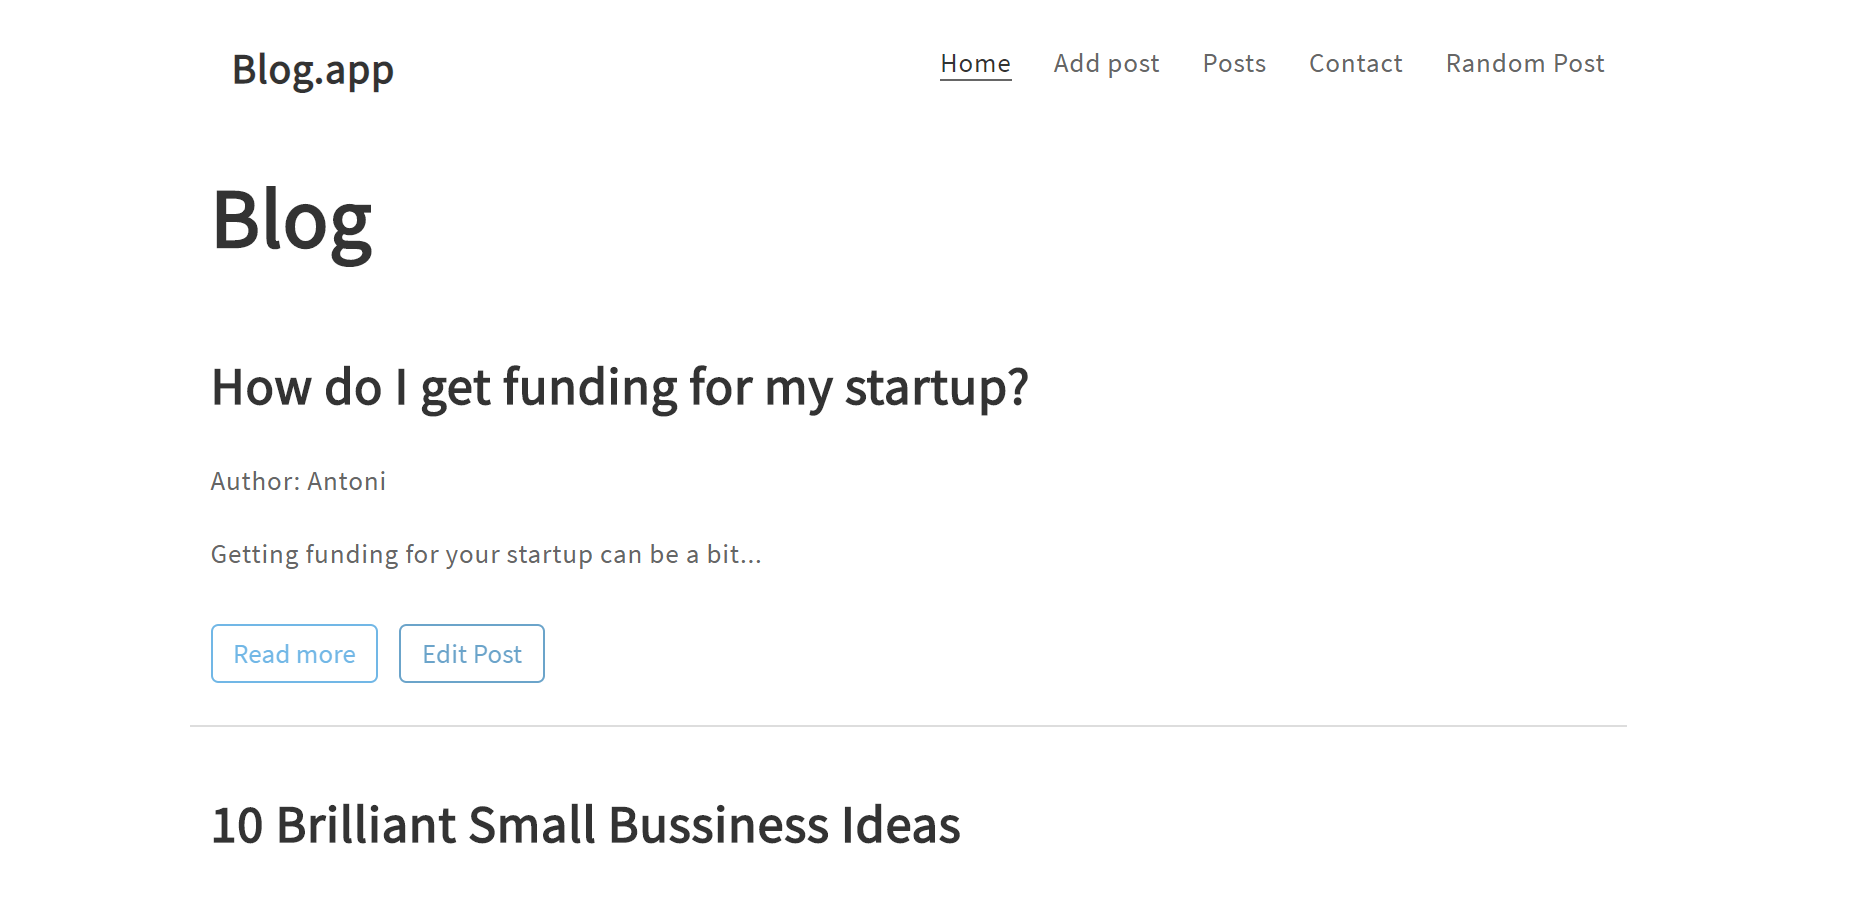 Blog.app
Home Add post Posts Contact Random Post
Blog
How do I get funding for my startup?
Author: Antoni
Getting funding for your startup can be a bit...
Read more Edit Post
10 Brilliant Small Bussiness Ideas